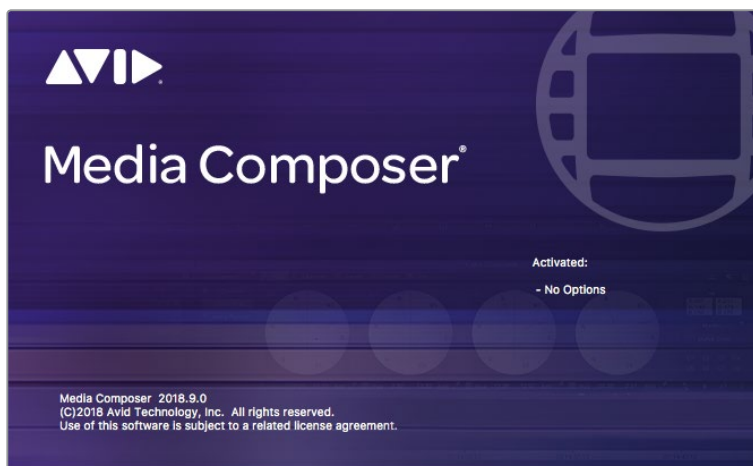 AVID
Media Composer®
Activated:
- No Options
Media Composer 2018.9.0
(C)2018 Avid Technology, Inc. All rights reserved.
Use of this software is subject to a related license agreement.